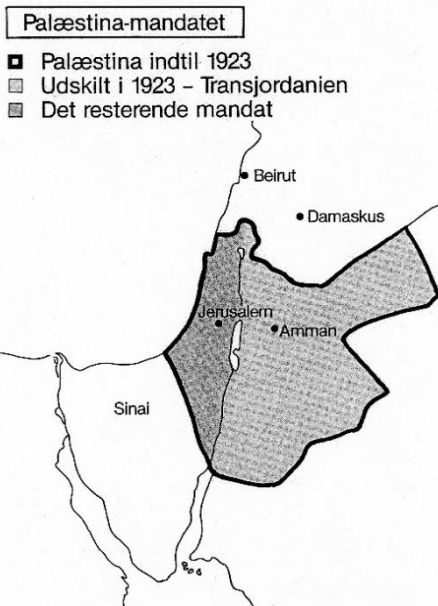 Palæstina-mandatet
Palæstina indtil 1923
Udskilt i 1923 – Transjordanien
Det resterende mandat
Beirut
Damaskus
Jerusalem
Amman
Sinai